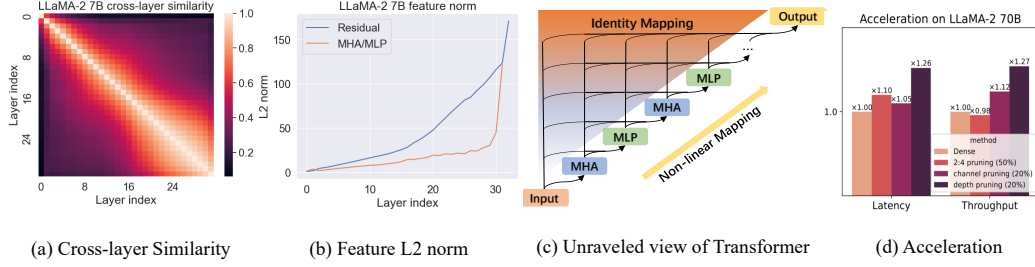 LLaMA-2 7B cross-layer similarity
0
8
16
24
Layer index
0
8
16
24
Layer index
1.0
0.8
0.6
0.4
0.2
(a) Cross-layer Similarity
LLaMA-2 7B feature norm
Residual
MHA/MLP
150
100
50
0
L2 norm
0
10
20
30
Layer index
(b) Feature L2 norm
Identity Mapping
Output
...
MLP
MHA
MLP
MHA
Input
Non-linear Mapping
(c) Unraveled view of Transformer
Acceleration on LLaMA-2 70B
1.0
×1.00
×1.10
×1.05
×1.26
×1.00
×0.98
×1.12
×1.27
method
Dense
2:4 pruning (50%)
channel pruning (20%)
depth pruning (20%)
Latency
Throughput
(d) Acceleration